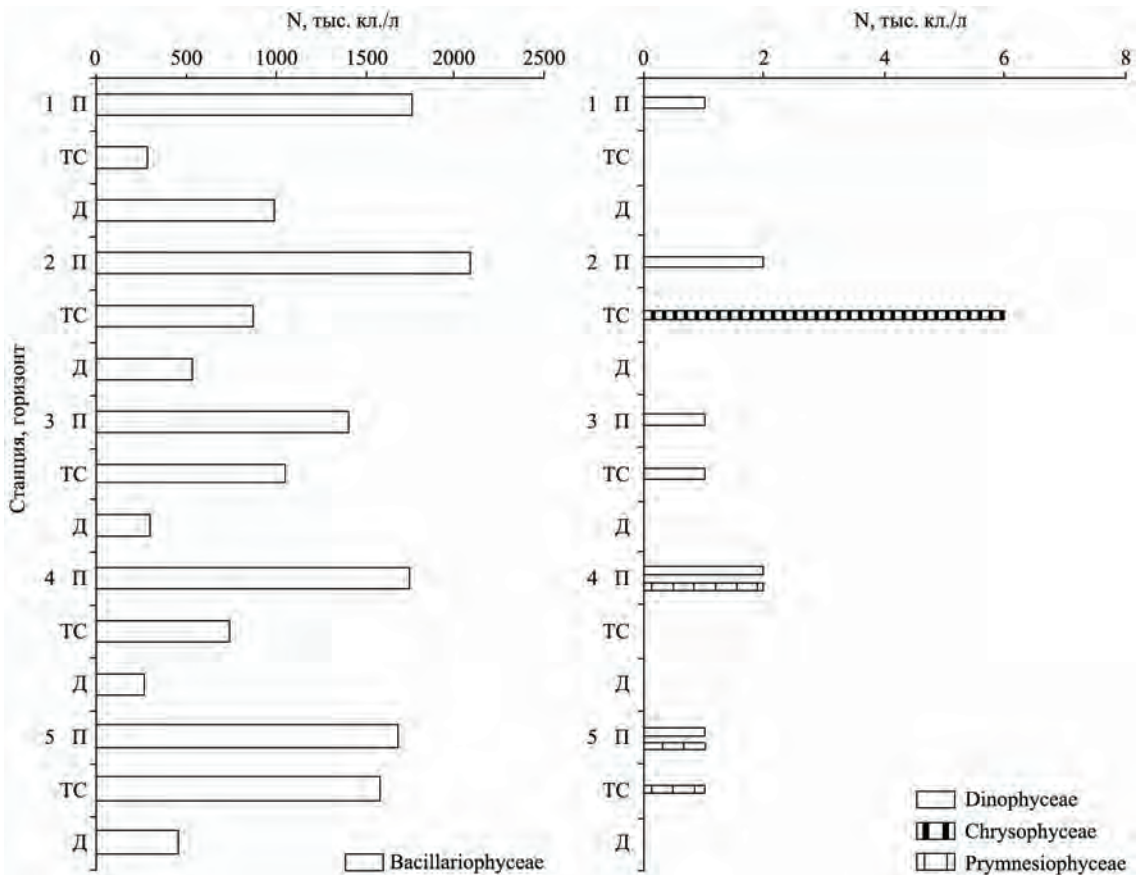 N, тыс. кл./л
0 500 1000 1500 2000 2500
Станция, горизонт
1 П
ТС
Д
2 П
ТС
Д
3 П
ТС
Д
4 П
ТС
Д
5 П
ТС
Д
Bacillariophyceae
N, тыс. кл./л
0 2 4 6 8
1 П
ТС
Д
2 П
ТС
Д
3 П
ТС
Д
4 П
ТС
Д
5 П
ТС
Д
Dinophyceae
Chrysophyceae
Prymnesiophyceae